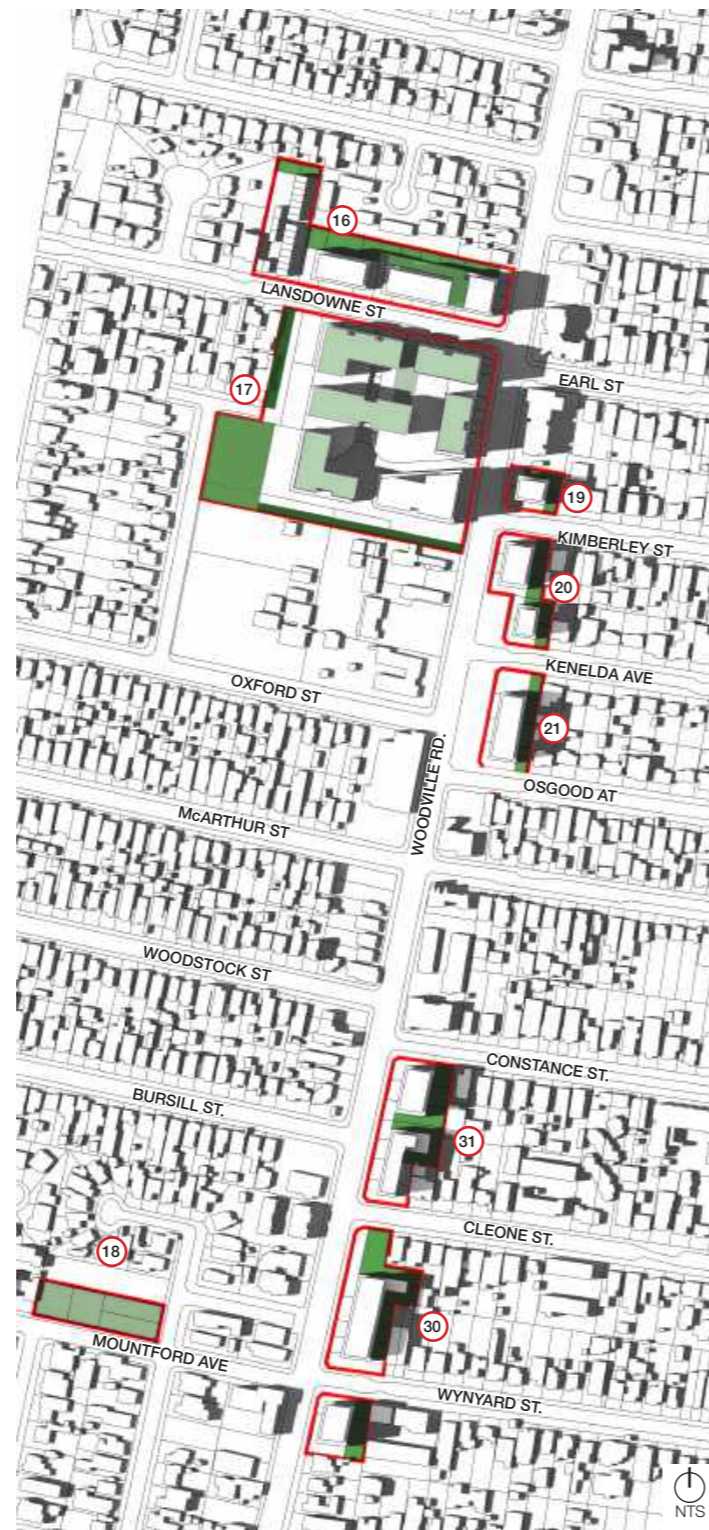 16
LANSDOWNE ST
EARL ST
17
19
KIMBERLEY ST
20
KENELDA AVE
OXFORD ST
21
WOODVILLE RD.
OSGOOD AT
McARTHUR ST
WOODSTOCK ST
CONSTANCE ST.
BURSILL ST.
31
CLEONE ST.
18
30
MOUNTFORD AVE
WYNYARD ST.
NTS